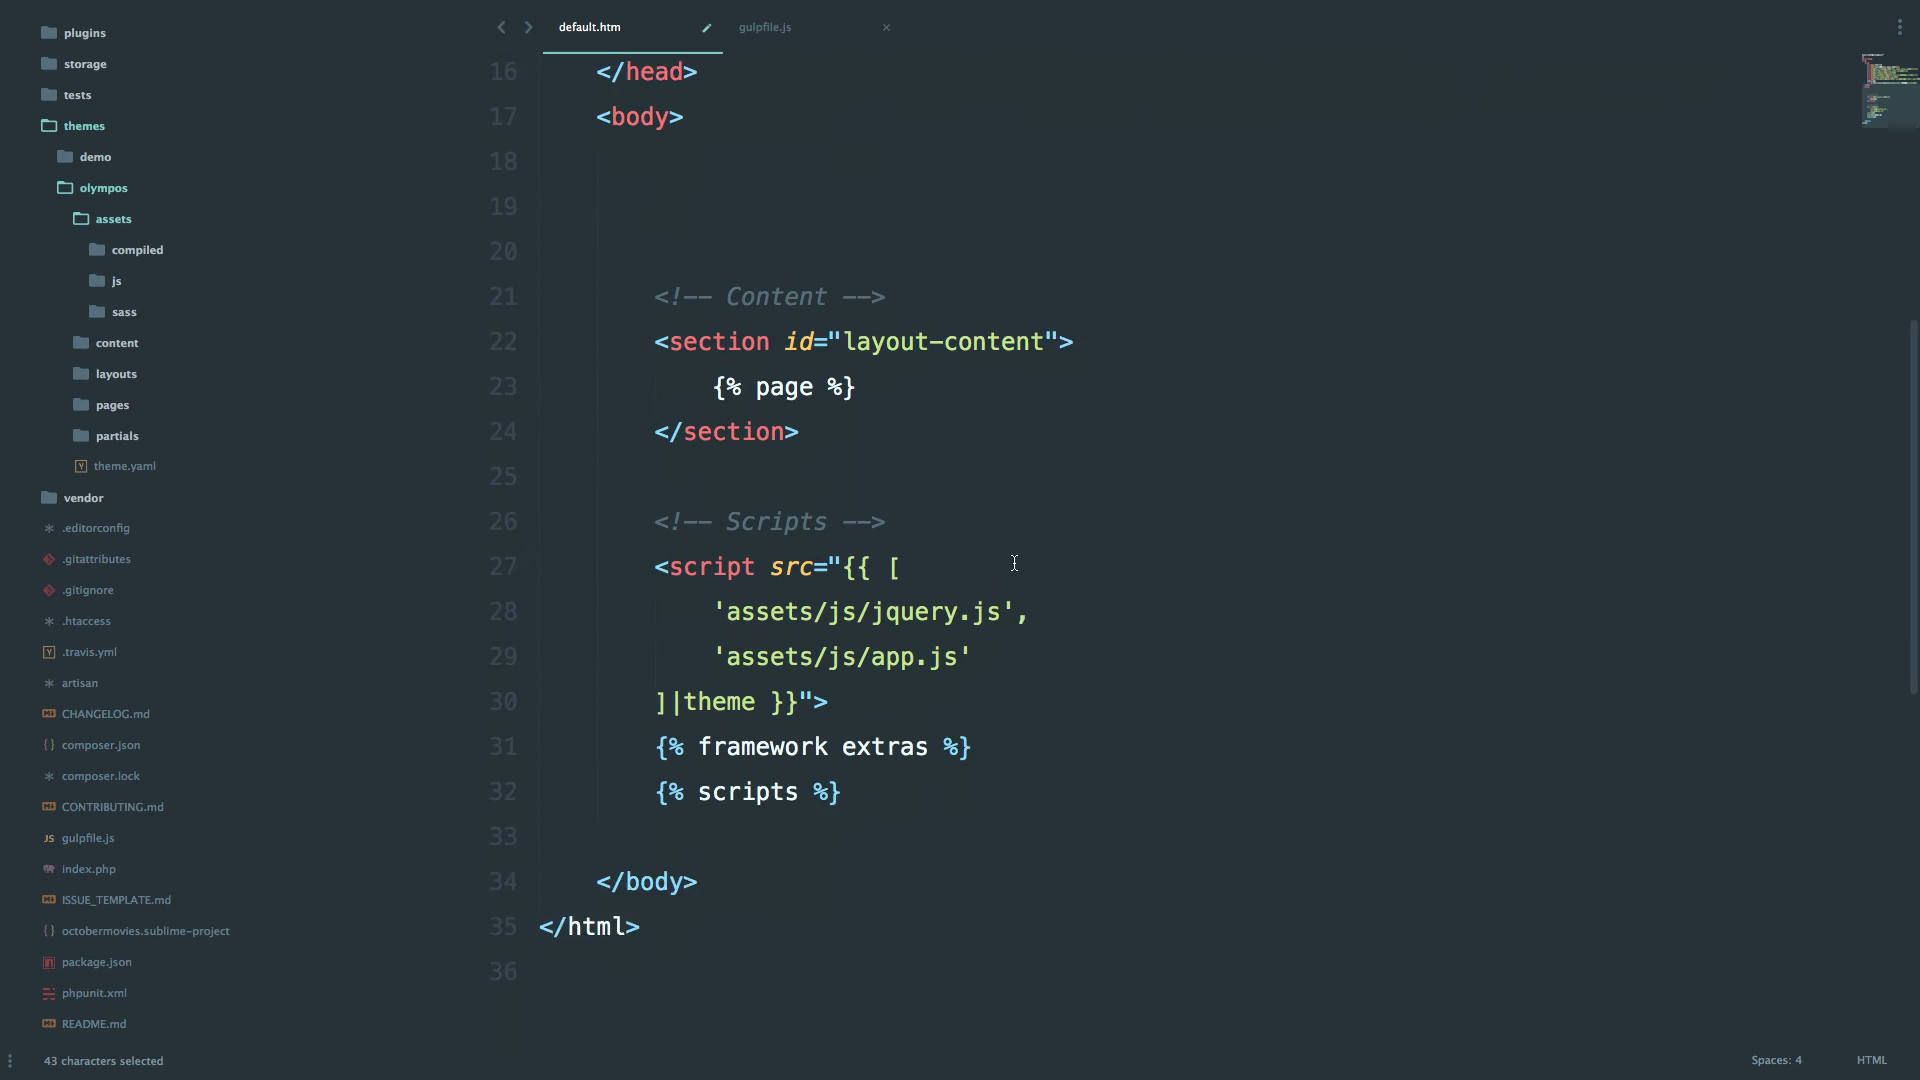 plugins
storage
tests
themes
demo
olympos
assets
compiled
js
sass
content
layouts
pages
partials
theme.yaml
vendor
.editorconfig
.gitattributes
.gitignore
.htaccess
.travis.yml
artisan
CHANGELOG.md
composer.json
composer.lock
CONTRIBUTING.md
JS gulpfile.js
index.php
ISSUE_TEMPLATE.md
octobermovies.sublime-project
package.json
phpunit.xml
README.md
default.htm gulpfile.js
16 </head>
17 <body>
18
19
20
21 <!-- Content -->
22 <section id="layout-content">
23 {% page %}
24 </section>
25
26 <!-- Scripts -->
27 <script src="{{ [
28 'assets/js/jquery.js',
29 'assets/js/app.js'
30 ]|theme }}">
31 {% framework extras %}
32 {% scripts %}
33
34 </body>
35 </html>
36
43 characters selected
Spaces: 4 HTML